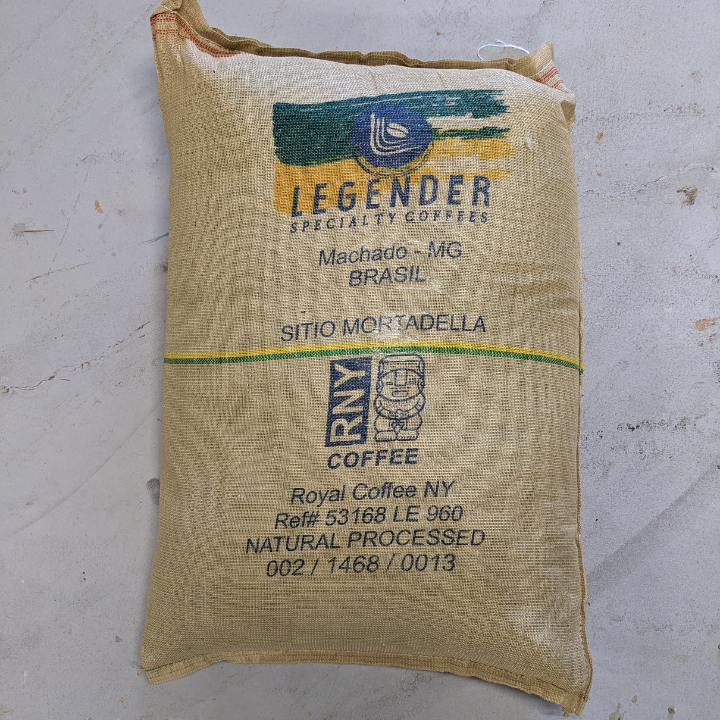 LEGENDER
SPECIALTY COFFEES
Machado - MG
BRASIL
SITIO MORTADELLA
RNY
COFFEE
Royal Coffee NY
Ref# 53168 LE 960
NATURAL PROCESSED
002 / 1468 / 0013